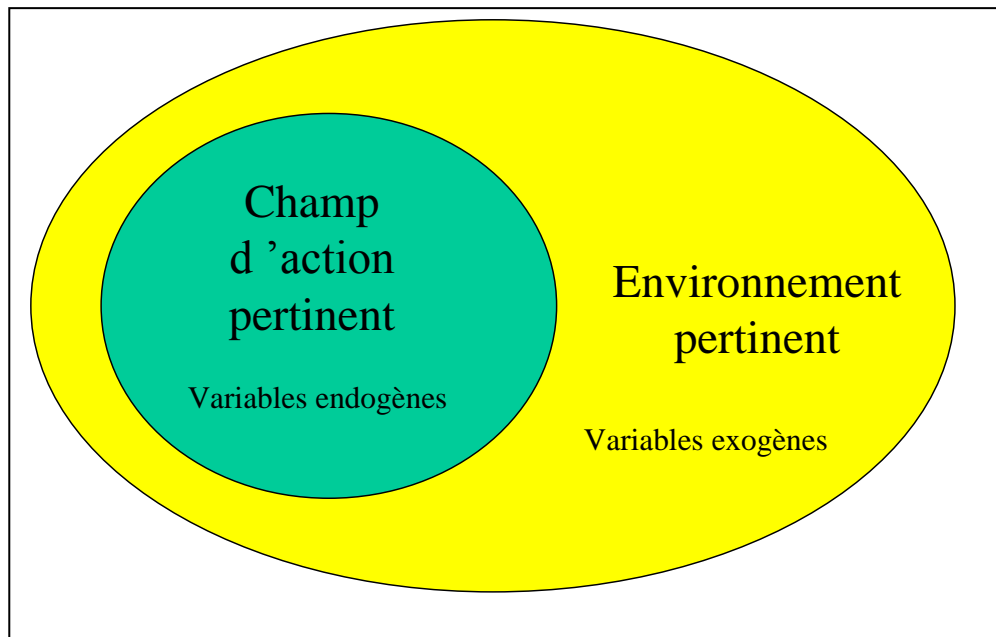 Champ
d ’action
pertinent
Variables endogènes
Environnement
pertinent
Variables exogènes